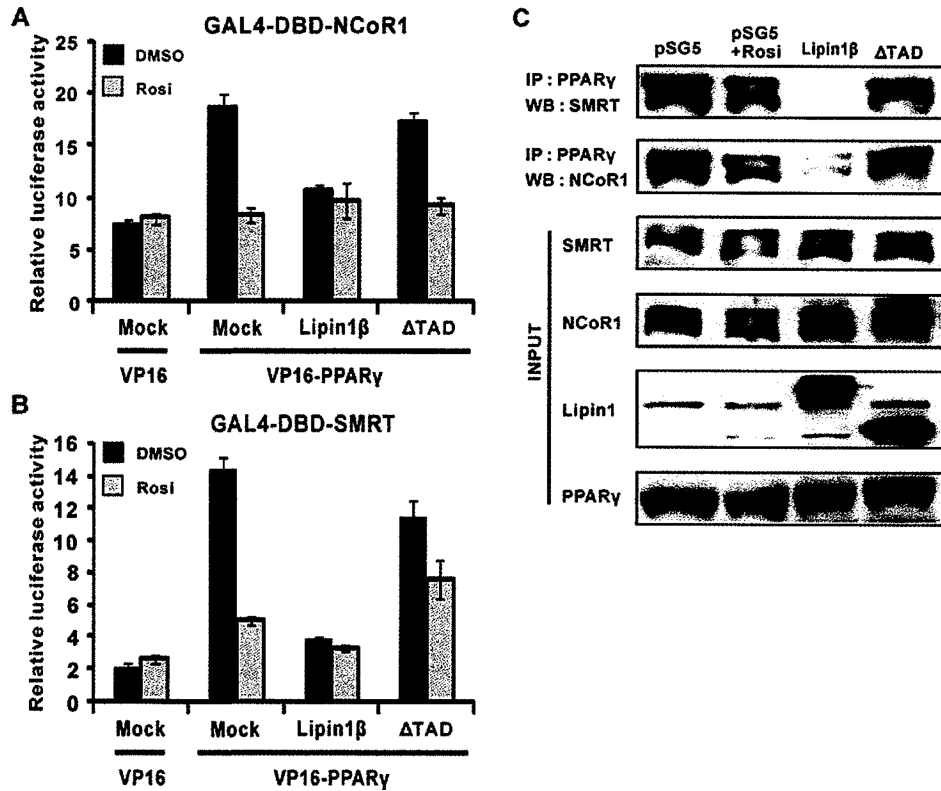 A
GAL4-DBD-NCoR1
Relative luciferase activity
25
20
15
10
5
0
DMSO
Rosi
Mock
Mock
Lipin1β
ΔTAD
VP16
VP16-PPARγ
B
GAL4-DBD-SMRT
Relative luciferase activity
16
14
12
10
8
6
4
2
0
DMSO
Rosi
Mock
Mock
Lipin1β
ΔTAD
VP16
VP16-PPARγ
C
pSG5
pSG5
+Rosi
Lipin1β
ΔTAD
IP : PPARγ
WB : SMRT
IP : PPARγ
WB : NCoR1
INPUT
SMRT
NCoR1
Lipin1
PPARγ